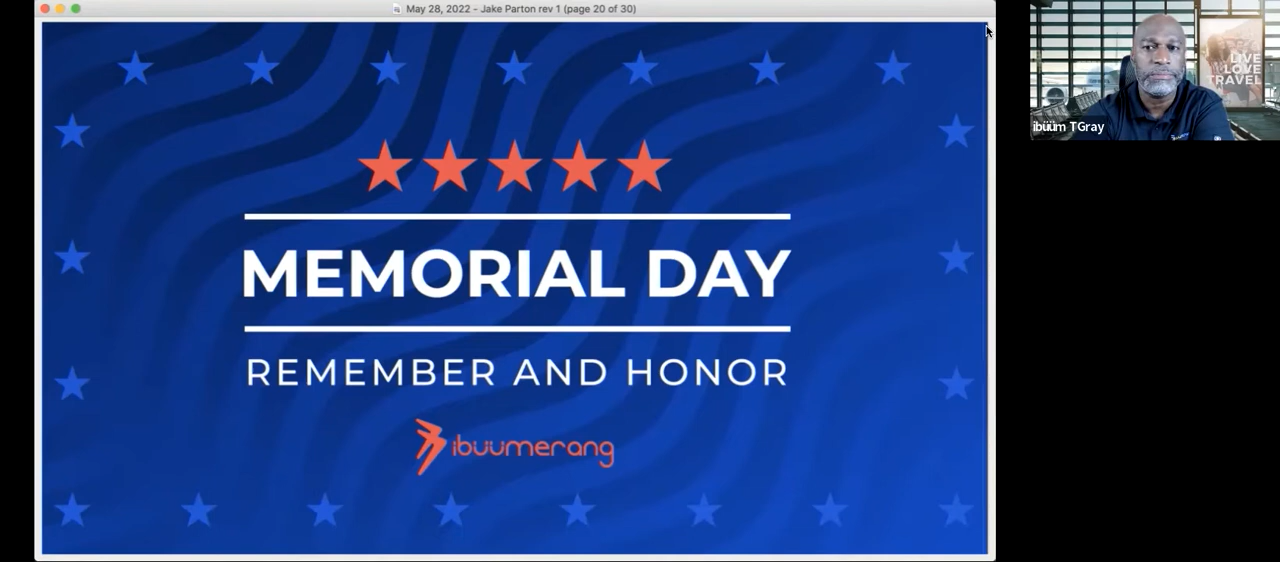 May 28, 2022 – Jake Parton rev 1 (page 20 of 30)
MEMORIAL DAY
REMEMBER AND HONOR
ibuumerang
LIVE
LOVE
TRAVEL
ibüüm TGray